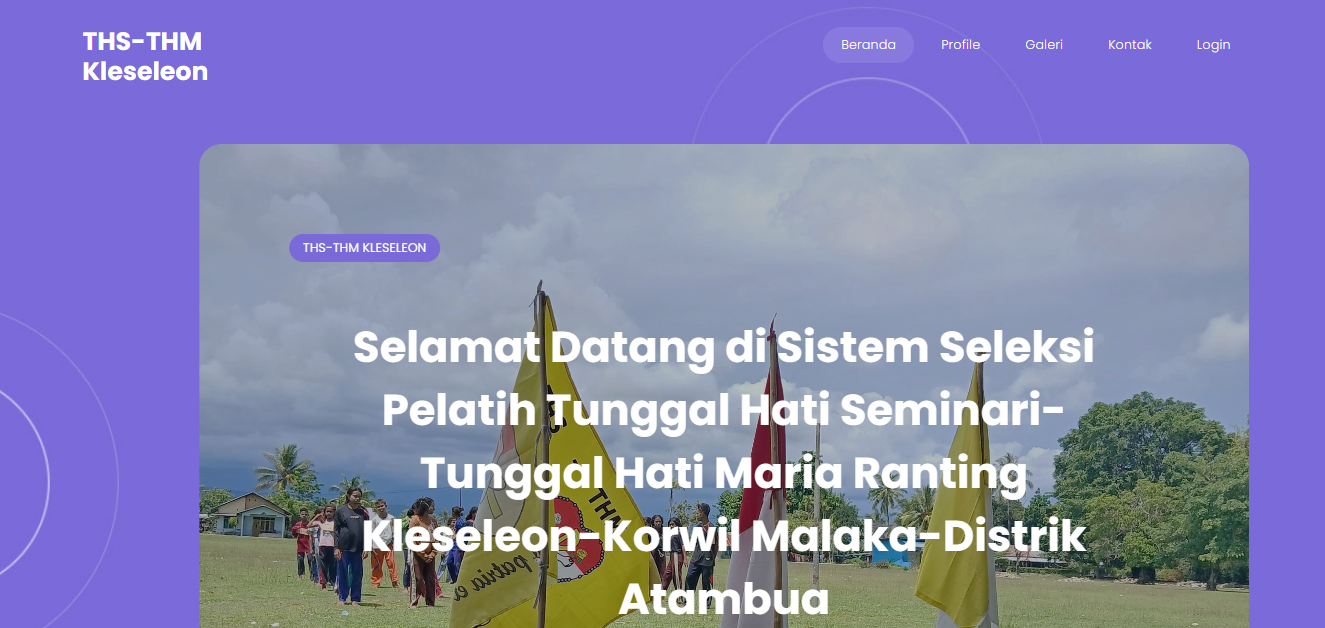 THS-THM
Kleseleon
Beranda
Profile
Galeri
Kontak
Login
THS-THM KLESELEON
Selamat Datang di Sistem Seleksi
Pelatih Tunggal Hati Seminari-
Tunggal Hati Maria Ranting
Kleseleon-Korwil Malaka-Distrik
Atambua
patria